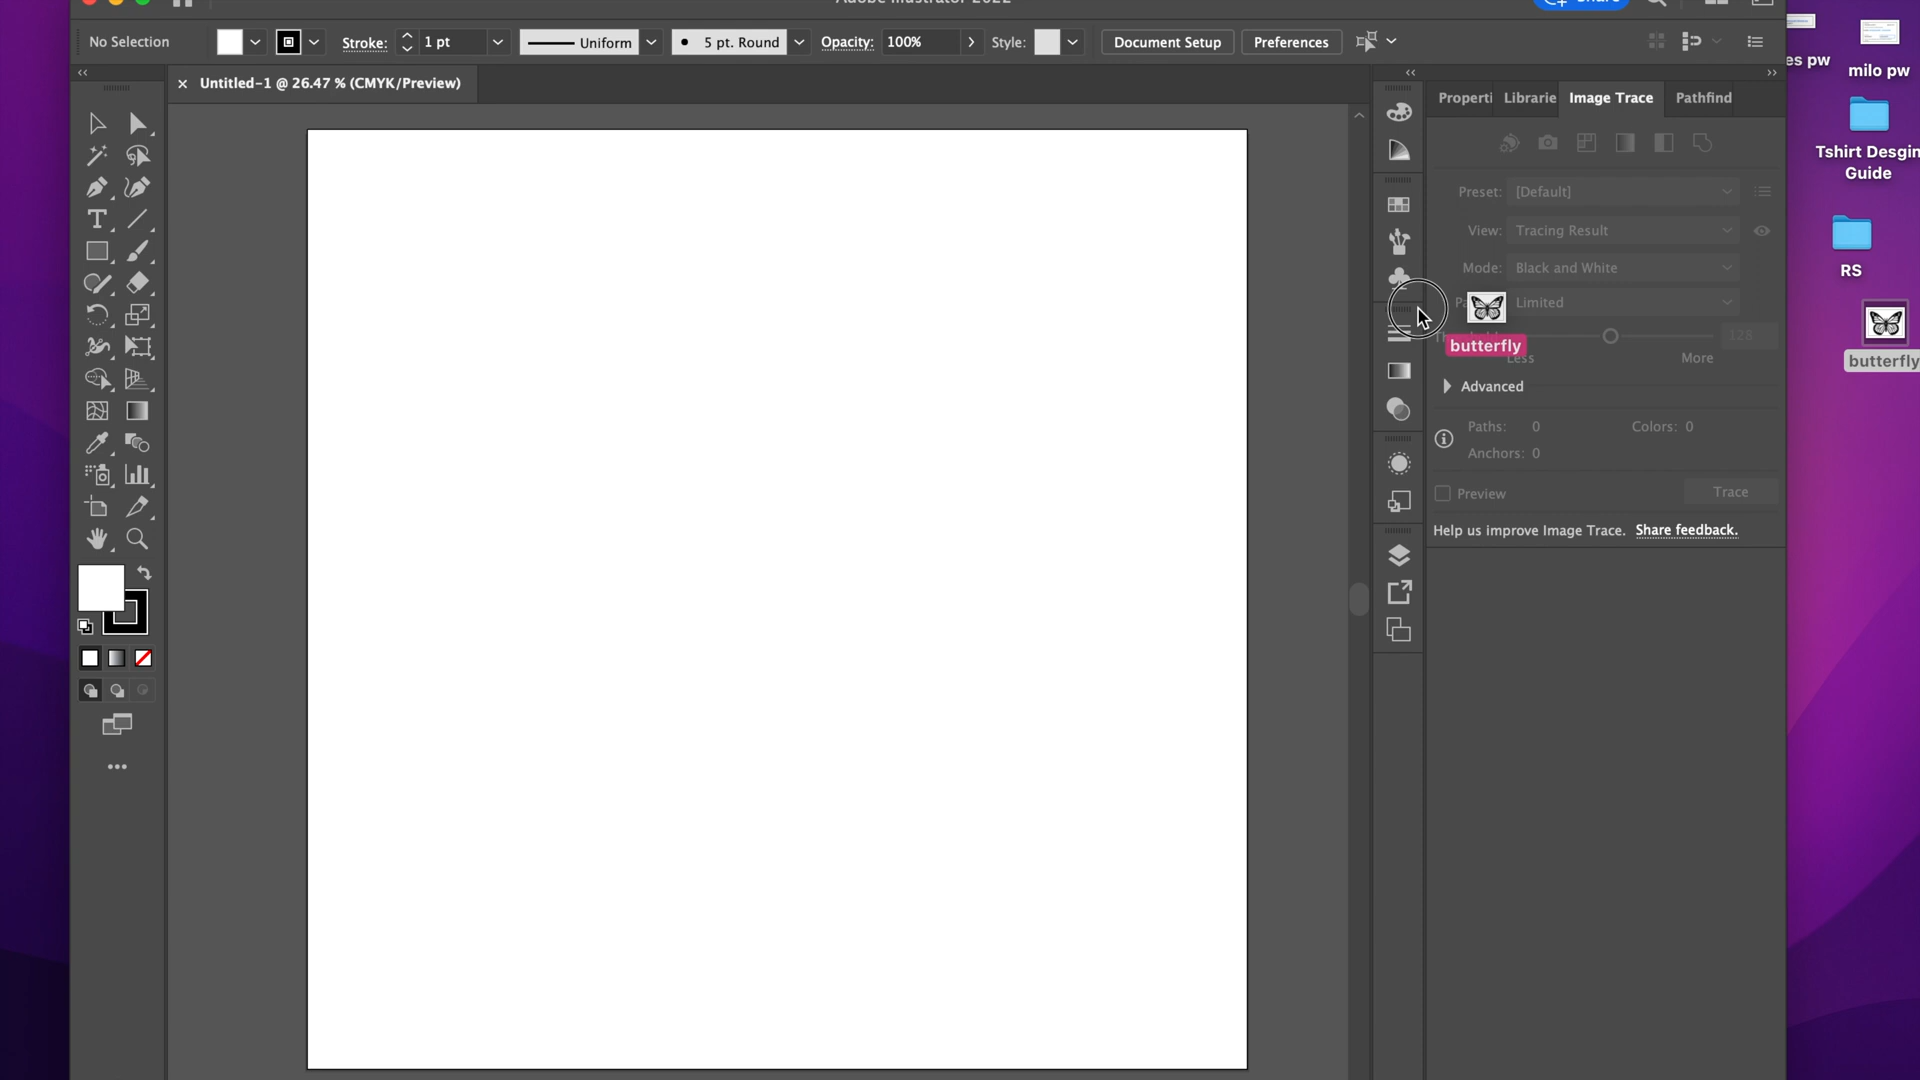 No Selection
Stroke:
1 pt
Uniform
5 pt. Round
Opacity:
100%
Style:
Document Setup
Preferences
Untitled-1 @ 26.47 % (CMYK/Preview)
Properti
Librarie
Image Trace
Pathfind
Preset:
[Default]
View:
Tracing Result
Mode:
Black and White
Limited
butterfly
128
Less
More
Advanced
Paths: 0
Colors: 0
Anchors: 0
Preview
Trace
Help us improve Image Trace. Share feedback.
es pw
milo pw
Tshirt Desgin
Guide
RS
butterfly